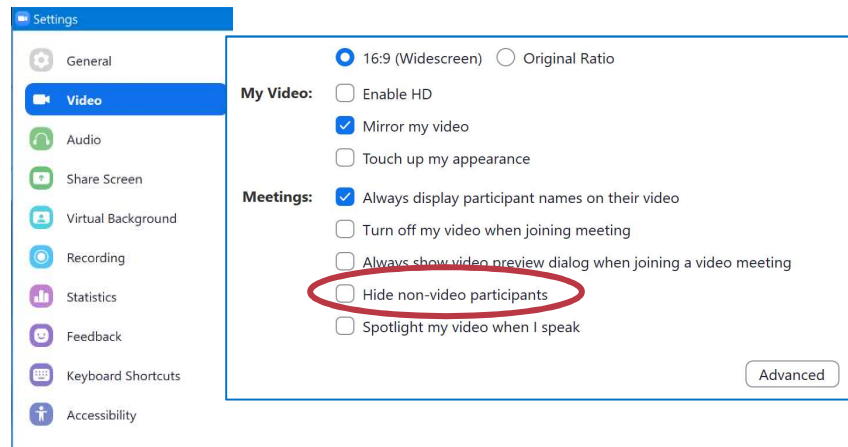 Settings
General
Video
Audio
Share Screen
Virtual Background
Recording
Statistics
Feedback
Keyboard Shortcuts
Accessibility
16:9 (Widescreen) Original Ratio
My Video: Enable HD
Mirror my video
Touch up my appearance
Meetings: Always display participant names on their video
Turn off my video when joining meeting
Always show video preview dialog when joining a video meeting
Hide non-video participants
Spotlight my video when I speak
Advanced